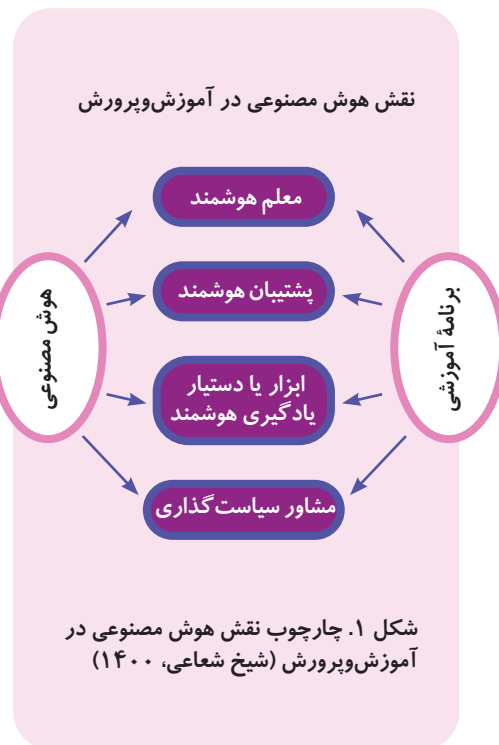 نقش هوش مصنوعی در آموزش‌وپرورش
معلم هوشمند
برنامهٔ آموزشی
پشتیبان هوشمند
هوش مصنوعی
ابزار یا دستیار
یادگیری هوشمند
مشاور سیاست‌گذاری
شکل ۱. چارچوب نقش هوش مصنوعی در
آموزش‌وپرورش (شیخ شعاعی، ۱۴۰۰)